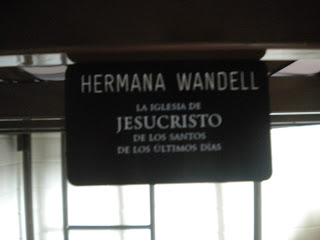 HERMANA WANDELL
LA IGLESIA DE
JESUCRISTO
DE LOS SANTOS
DE LOS ÚLTIMOS DÍAS